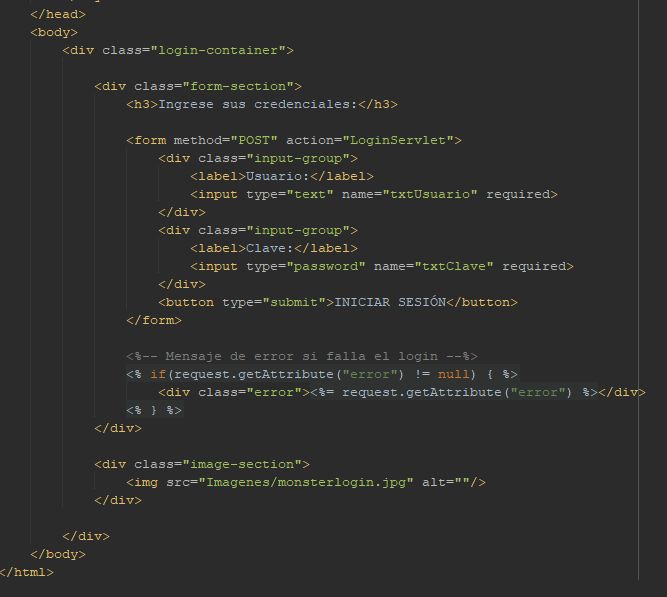 </head>
<body>
<div class="login-container">
<div class="form-section">
<h3>Ingrese sus credenciales:</h3>
<form method="POST" action="LoginServlet">
<div class="input-group">
<label>Usuario:</label>
<input type="text" name="txtUsuario" required>
</div>
<div class="input-group">
<label>Clave:</label>
<input type="password" name="txtClave" required>
</div>
<button type="submit">INICIAR SESIÓN</button>
</form>
<%-- Mensaje de error si falla el login --%>
<% if(request.getAttribute("error") != null) { %>
<div class="error"><%= request.getAttribute("error") %></div>
<% } %>
</div>
<div class="image-section">
<img src="Imagenes/monsterlogin.jpg" alt=""/>
</div>
</div>
</body>
</html>